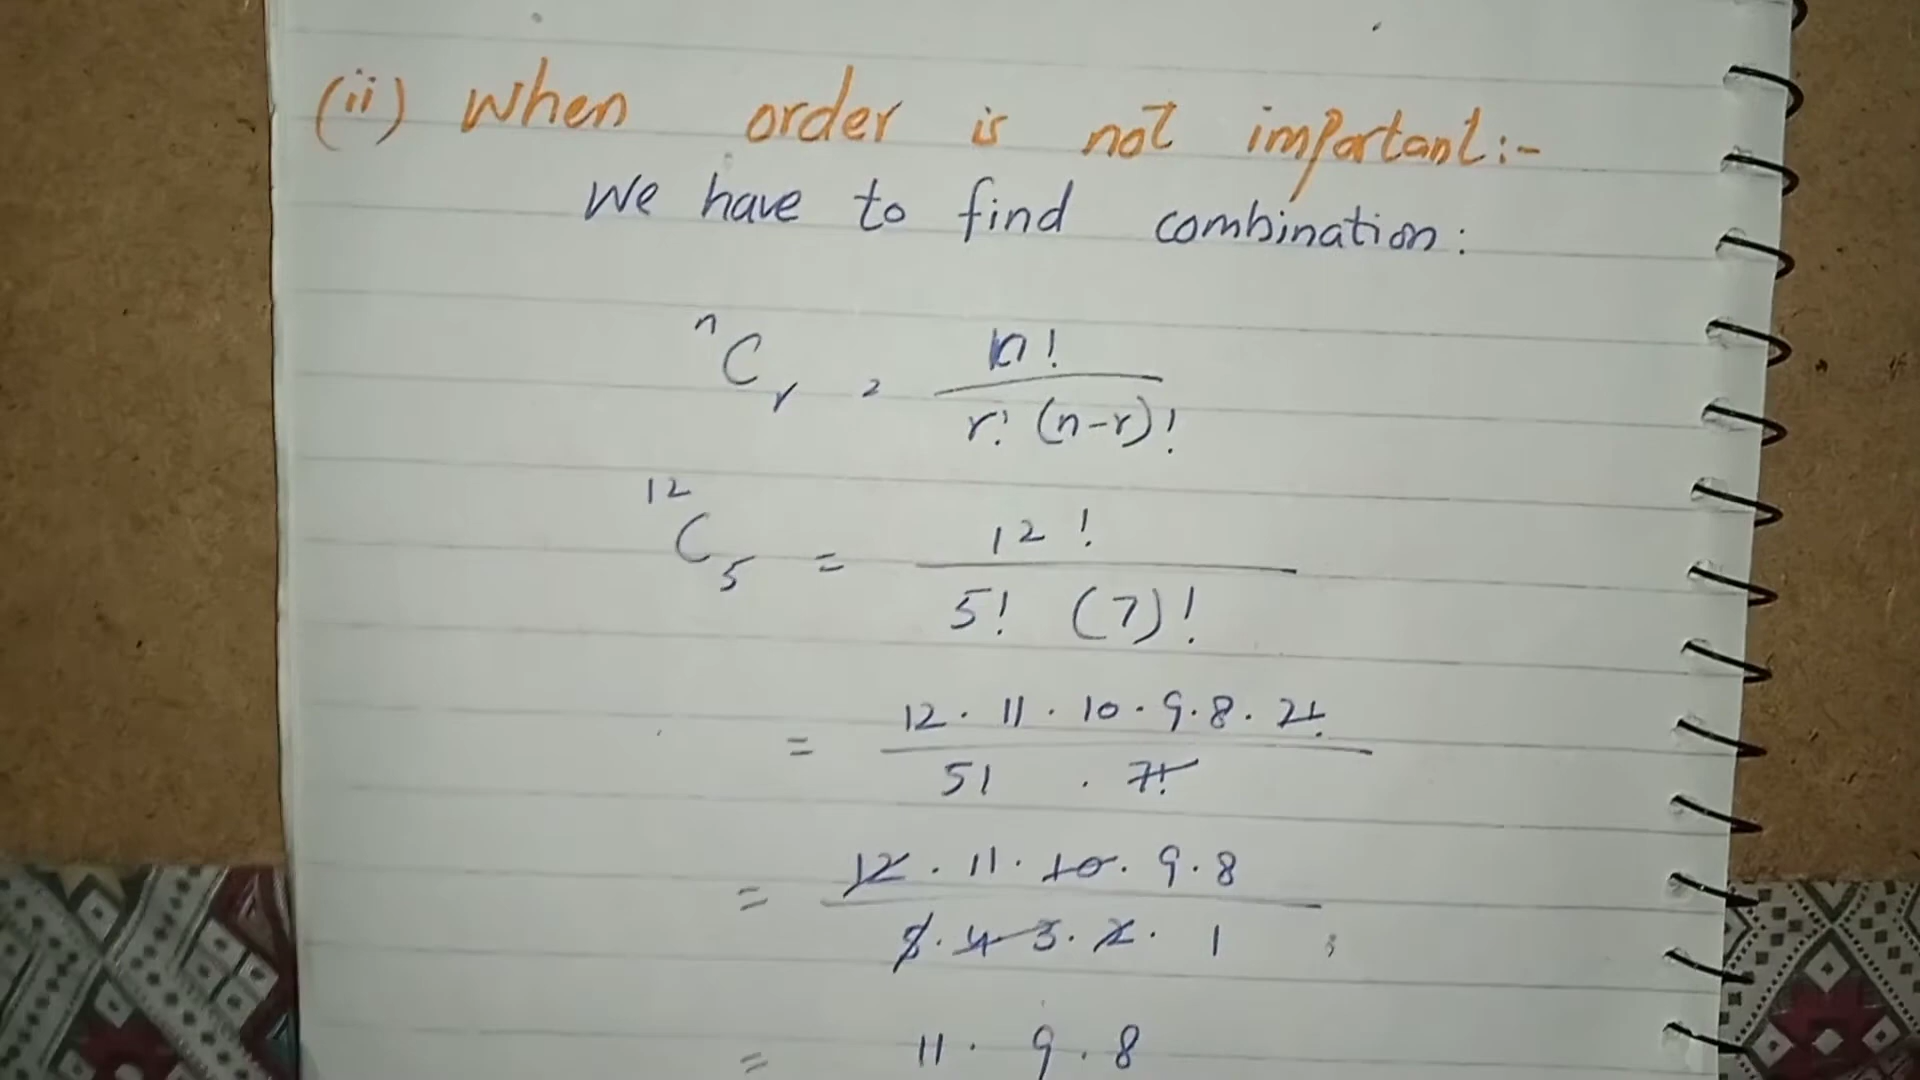 (ii) When order is not important:-
We have to find combination:
nCr = n! / r! (n-r)!
12C5 = 12! / 5! (7)!
= 12 . 11 . 10 . 9 . 8 . 7! / 5! . 7!
= 12 . 11 . 10 . 9 . 8 / 5 . 4 . 3 . 2 . 1
= 11 . 9 . 8